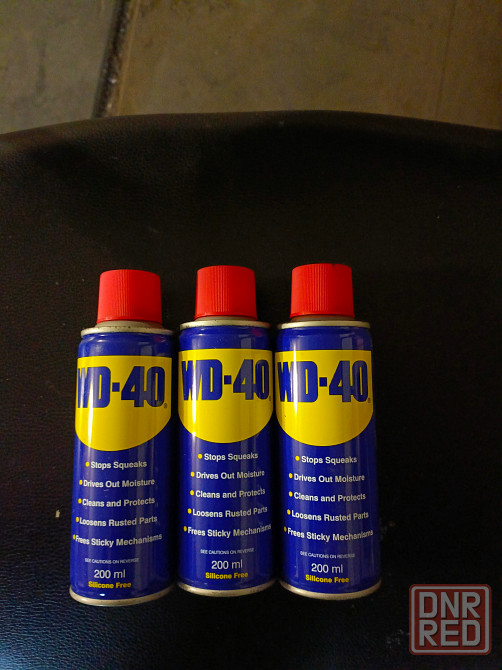 WD-40
Stops Squeaks
Drives Out Moisture
Cleans and Protects
Loosens Rusted Parts
Frees Sticky Mechanisms
SEE CAUTIONS ON REVERSE
200 ml
Silicone Free
WD-40
Stops Squeaks
Drives Out Moisture
Cleans and Protects
Loosens Rusted Parts
Frees Sticky Mechanisms
SEE CAUTIONS ON REVERSE
200 ml
Silicone Free
WD-40
Stops Squeaks
Drives Out Moisture
Cleans and Protects
Loosens Rusted Parts
Frees Sticky Mechanisms
SEE CAUTIONS ON REVERSE
200 ml
Silicone Free
DNR
RED